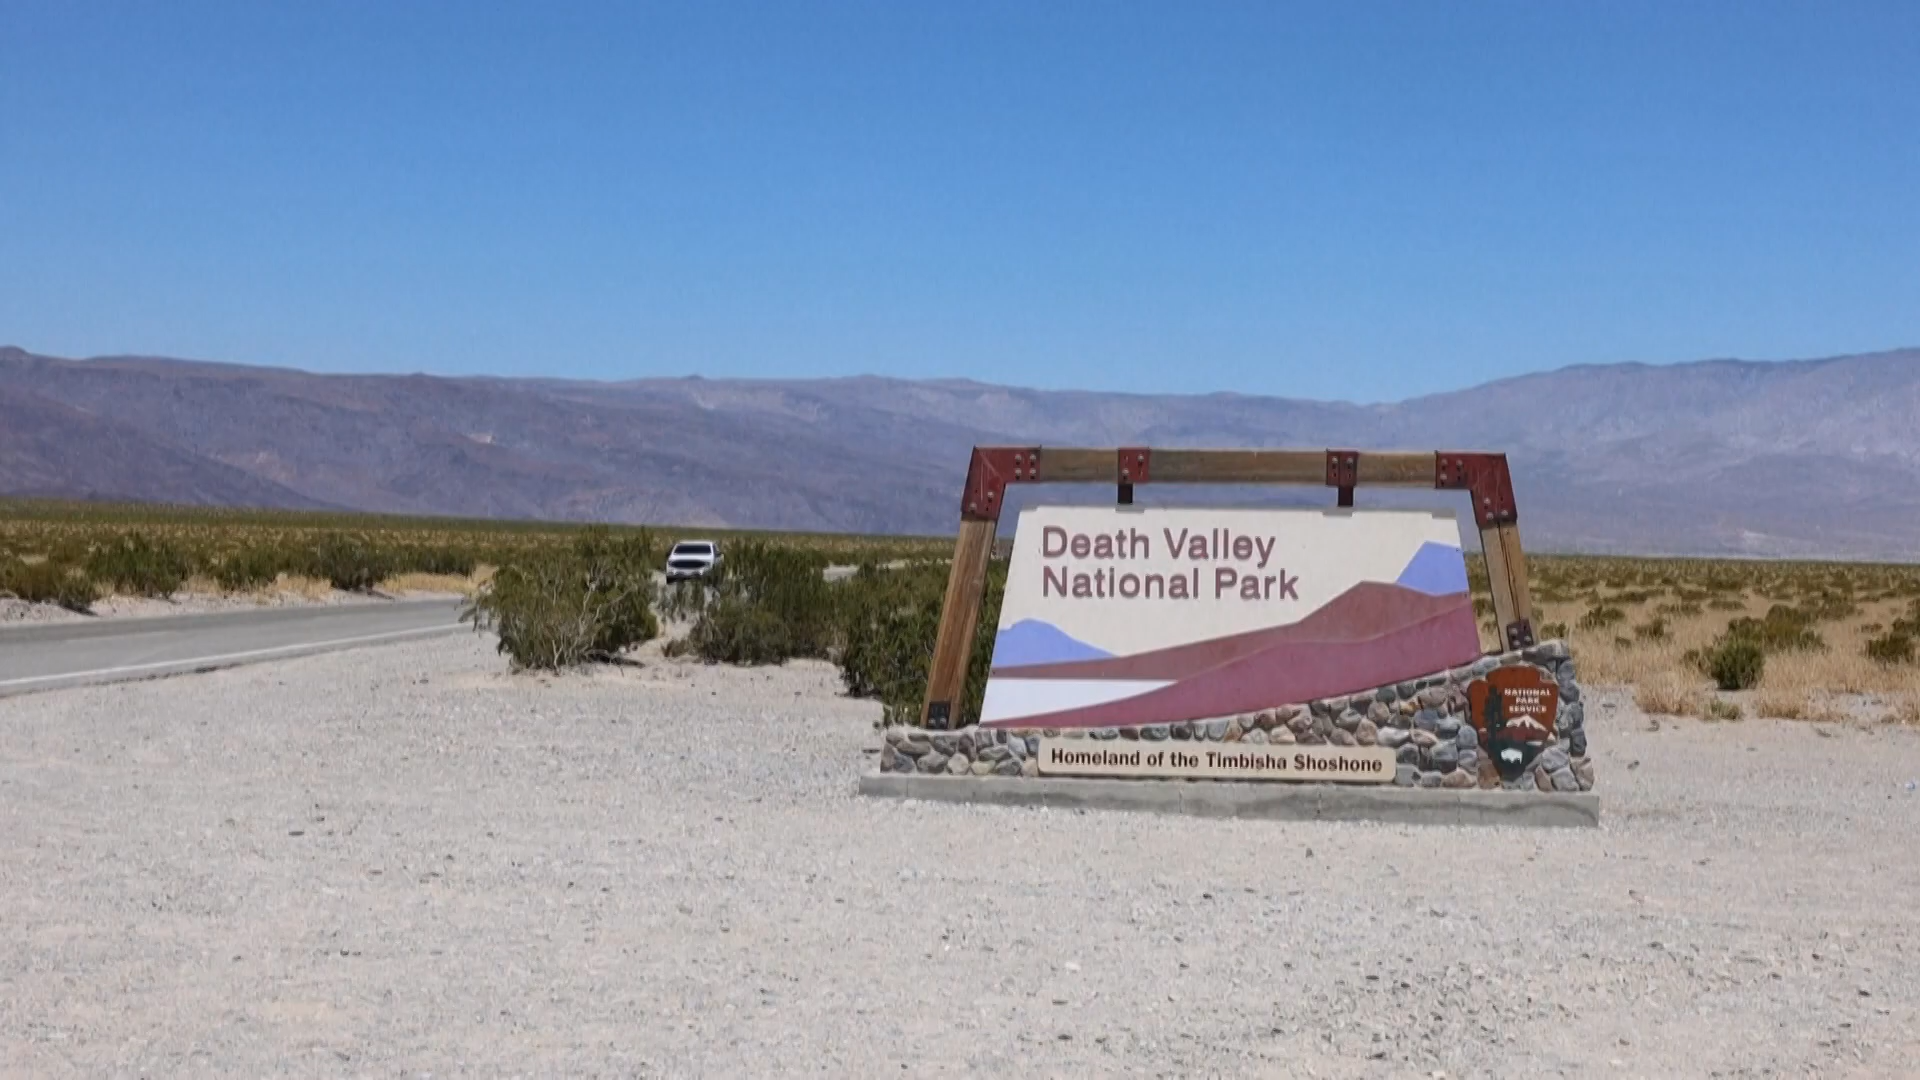 Death Valley
National Park
NATIONAL
PARK
SERVICE
Homeland of the Timbisha Shoshone